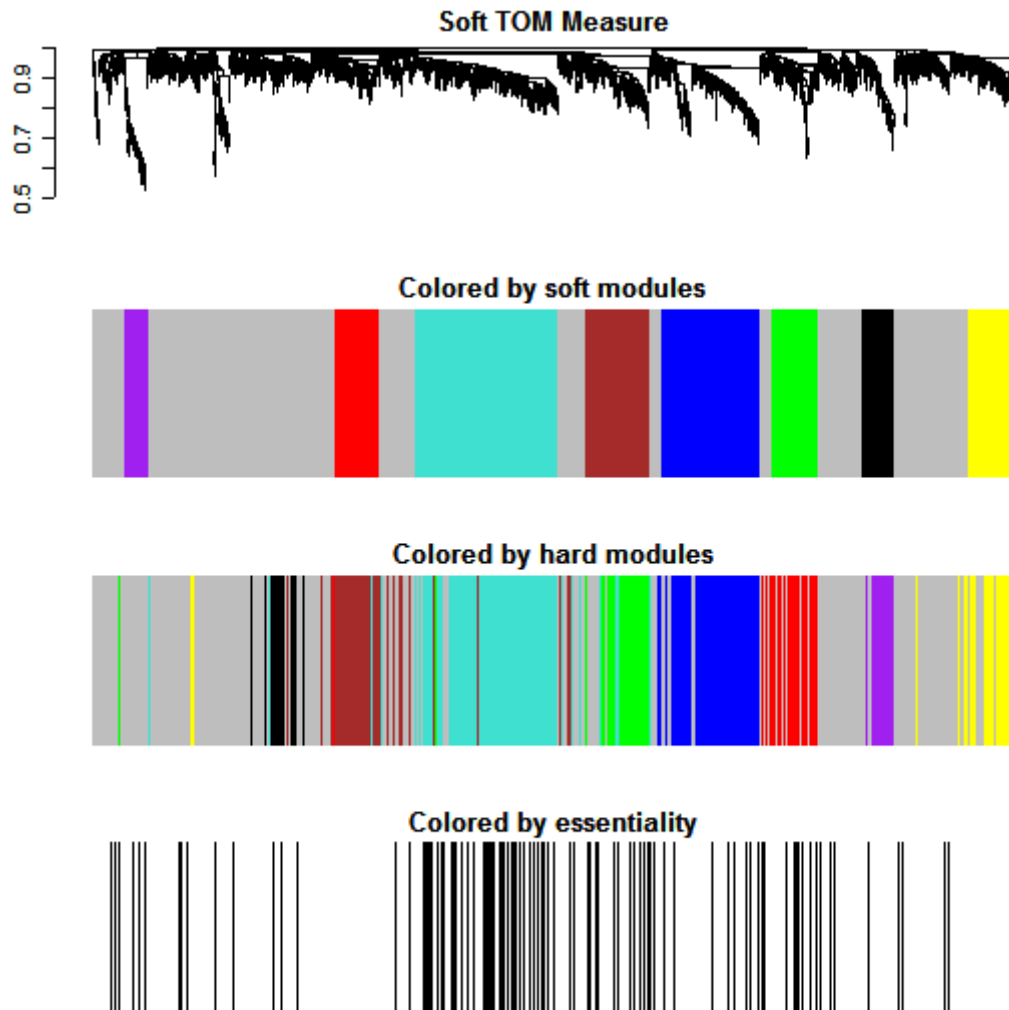 Soft TOM Measure
0.9
0.7
0.5
Colored by soft modules
Colored by hard modules
Colored by essentiality